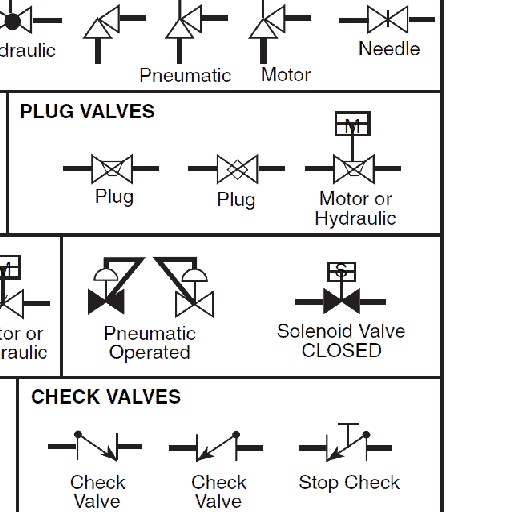 draulic
Pneumatic
Motor
Needle
PLUG VALVES
M
Plug
Plug
Motor or
Hydraulic
M
tor or
raulic
Pneumatic
Operated
S
Solenoid Valve
CLOSED
CHECK VALVES
Check
Valve
Check
Valve
Stop Check